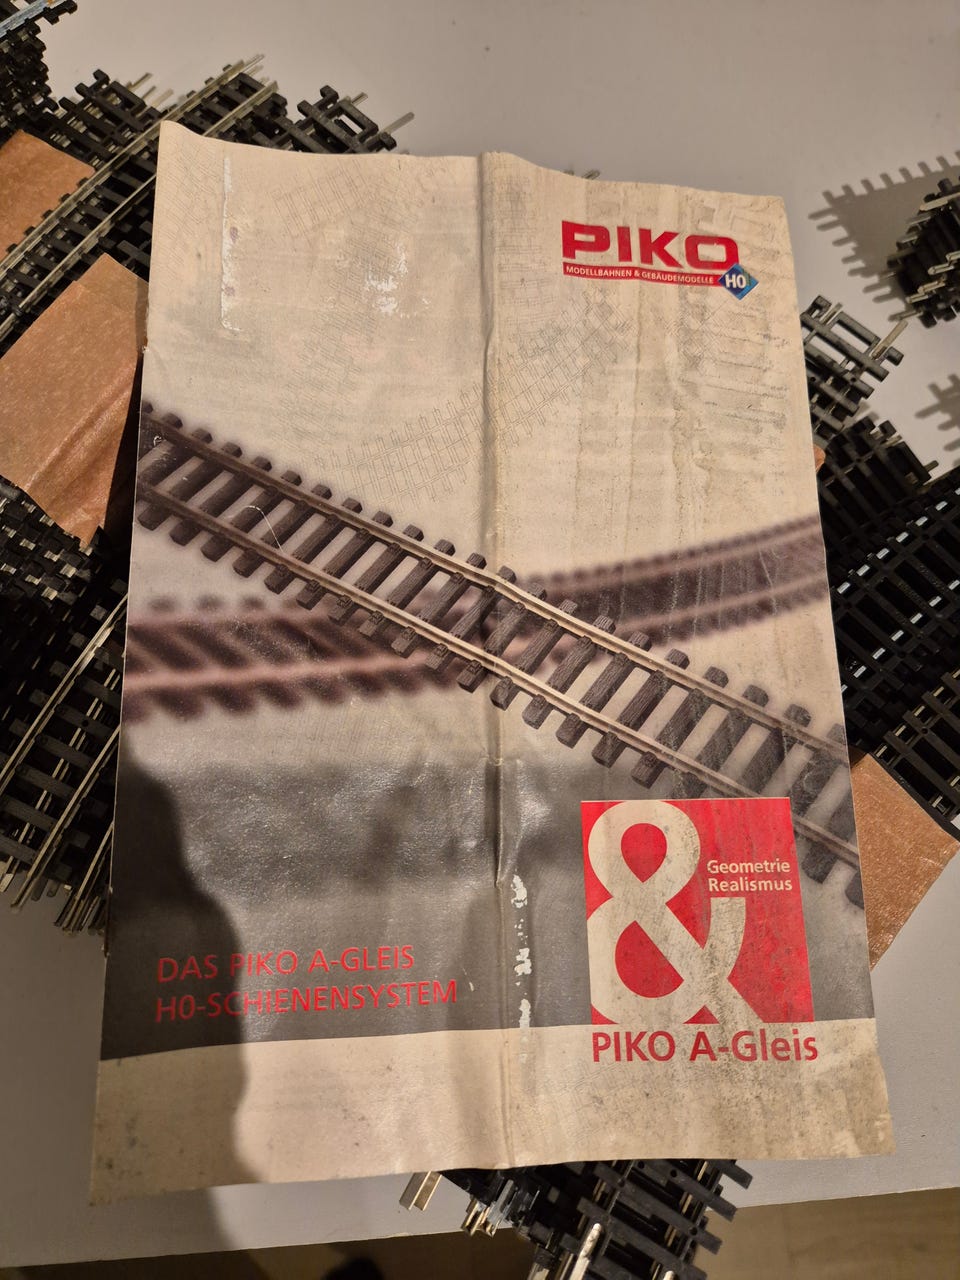 PIKO
MODELLBAHNEN & GEBÄUDEMODELLE
H0
&
Geometrie
Realismus
DAS PIKO A-GLEIS
H0-SCHIENENSYSTEM
PIKO A-Gleis